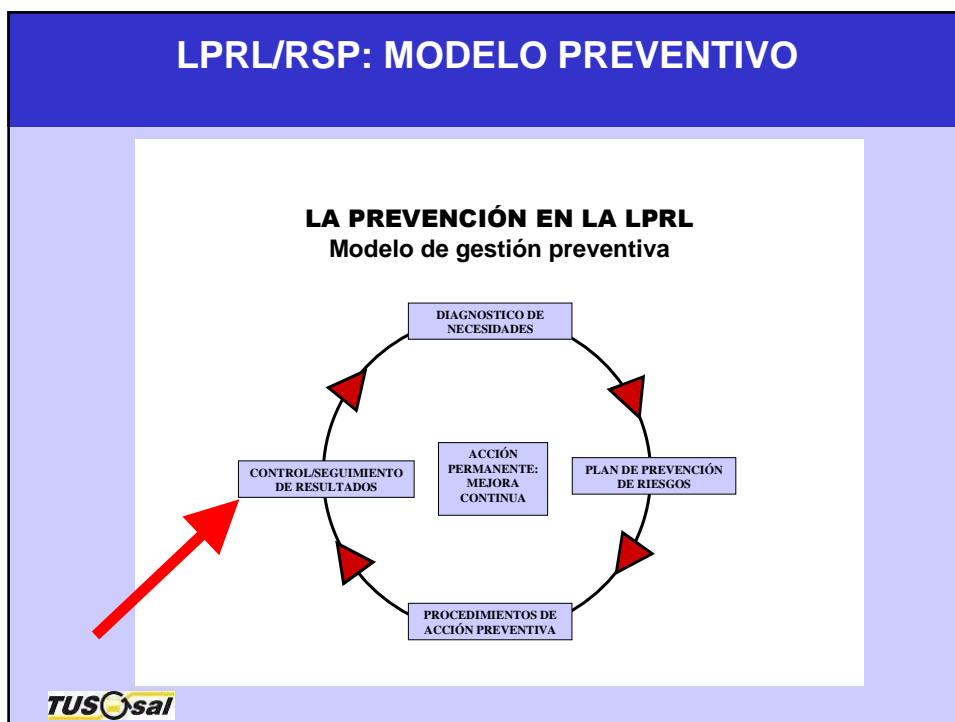 LPRL/RSP: MODELO PREVENTIVO
LA PREVENCIÓN EN LA LPRL
Modelo de gestión preventiva
DIAGNOSTICO DE
NECESIDADES
CONTROL/SEGUIMIENTO
DE RESULTADOS
ACCIÓN
PERMANENTE:
MEJORA
CONTINUA
PLAN DE PREVENCIÓN
DE RIESGOS
PROCEDIMIENTOS DE
ACCIÓN PREVENTIVA
TUSOsal